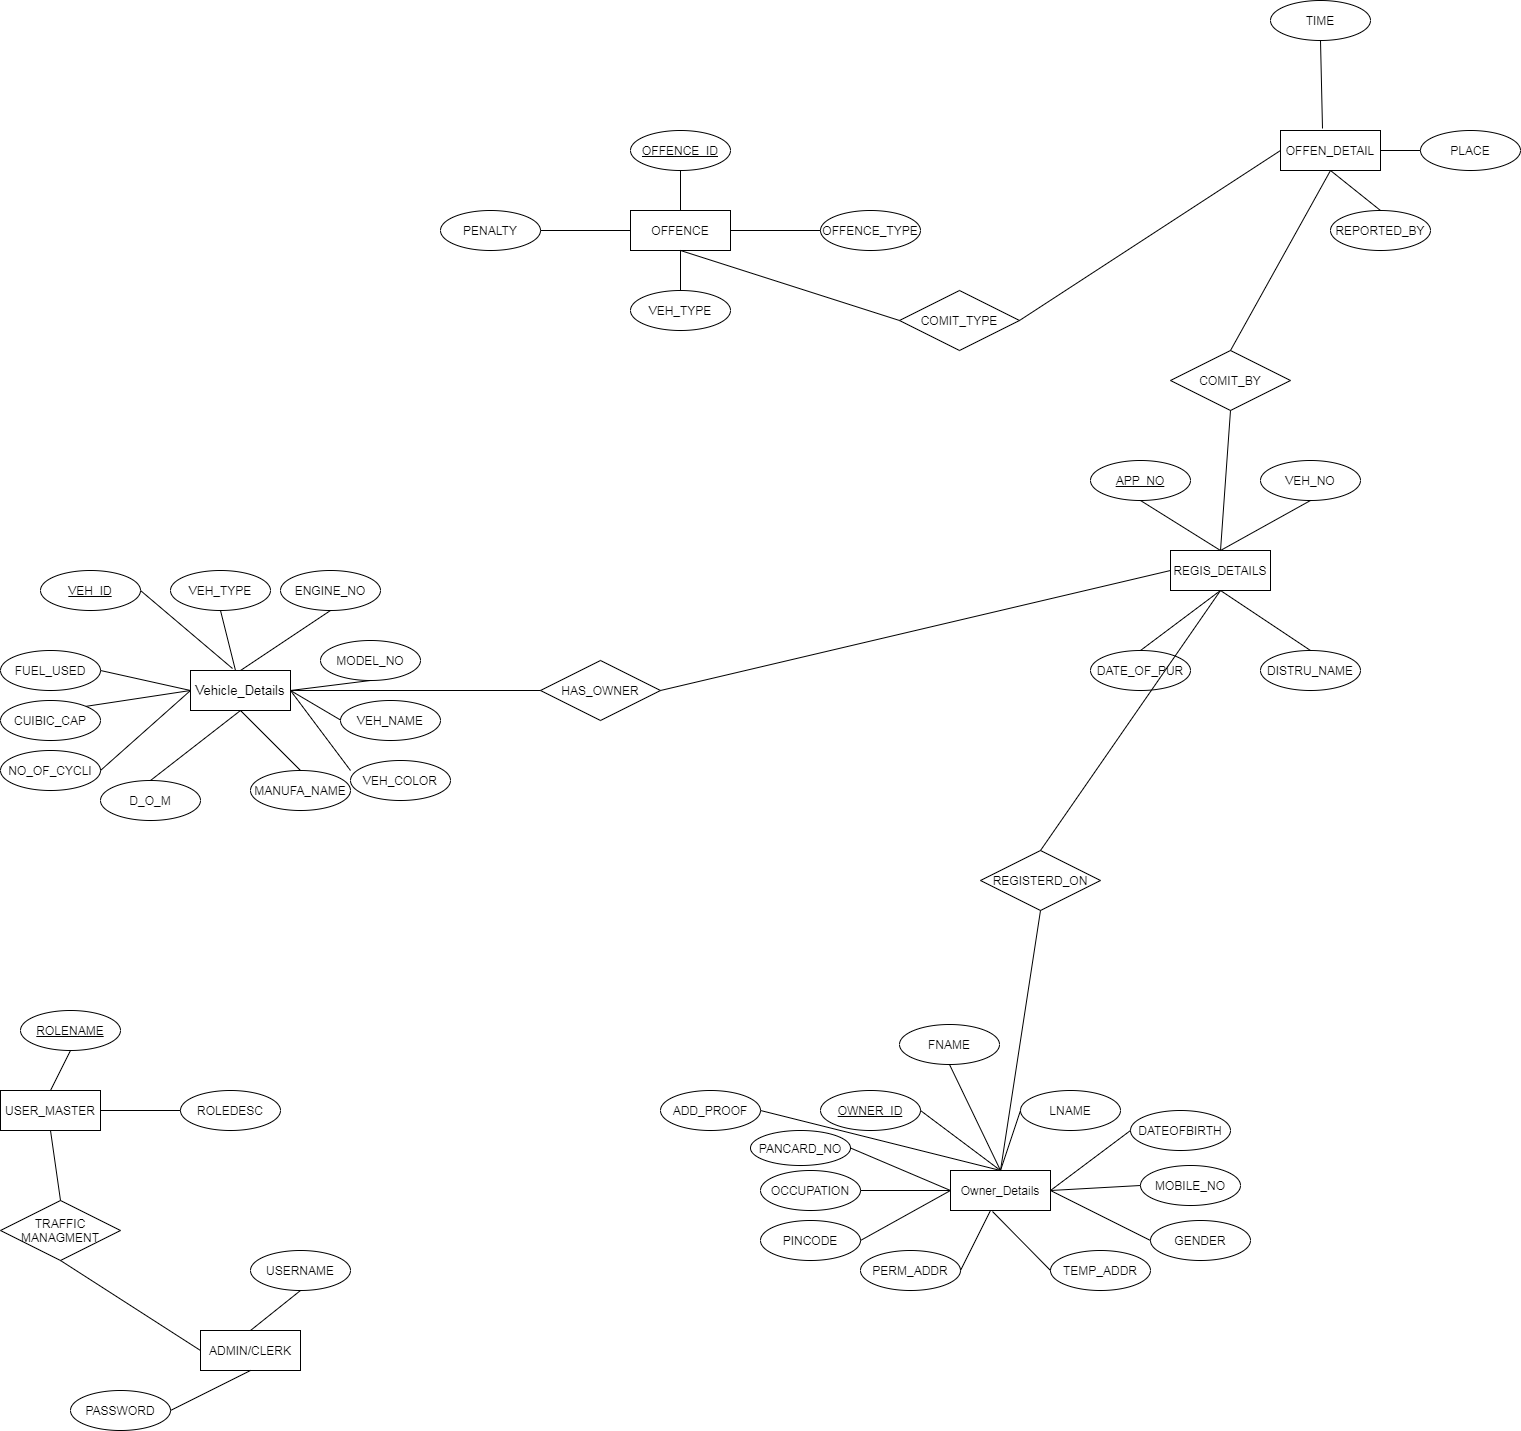 TIME
OFFENCE_ID
OFFEN_DETAIL
PLACE
PENALTY
OFFENCE
OFFENCE_TYPE
REPORTED_BY
VEH_TYPE
COMIT_TYPE
COMIT_BY
APP_NO
VEH_NO
REGIS_DETAILS
VEH_ID
VEH_TYPE
ENGINE_NO
FUEL_USED
MODEL_NO
DATE_OF_PUR
DISTRU_NAME
Vehicle_Details
HAS_OWNER
CUIBIC_CAP
VEH_NAME
NO_OF_CYCLI
VEH_COLOR
D_O_M
MANUFA_NAME
REGISTERD_ON
ROLENAME
FNAME
USER_MASTER
ROLEDESC
ADD_PROOF
OWNER_ID
LNAME
DATEOFBIRTH
PANCARD_NO
OCCUPATION
Owner_Details
MOBILE_NO
TRAFFIC
MANAGMENT
PINCODE
GENDER
USERNAME
PERM_ADDR
TEMP_ADDR
ADMIN/CLERK
PASSWORD